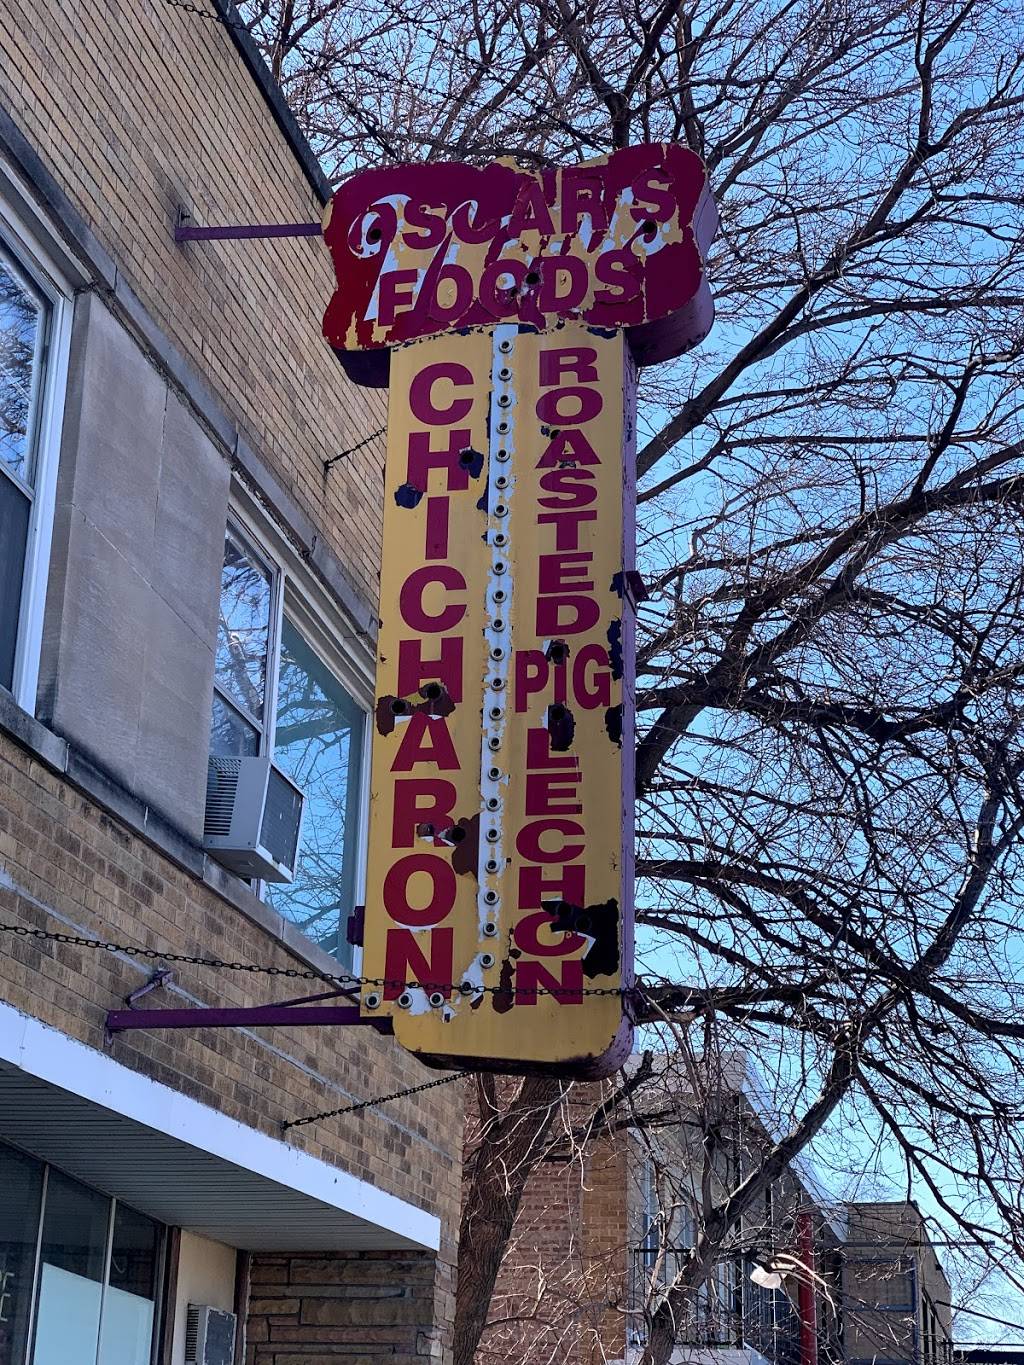 OSCAR'S
FOODS
CHICHARON
ROASTED
PIG
LECHON